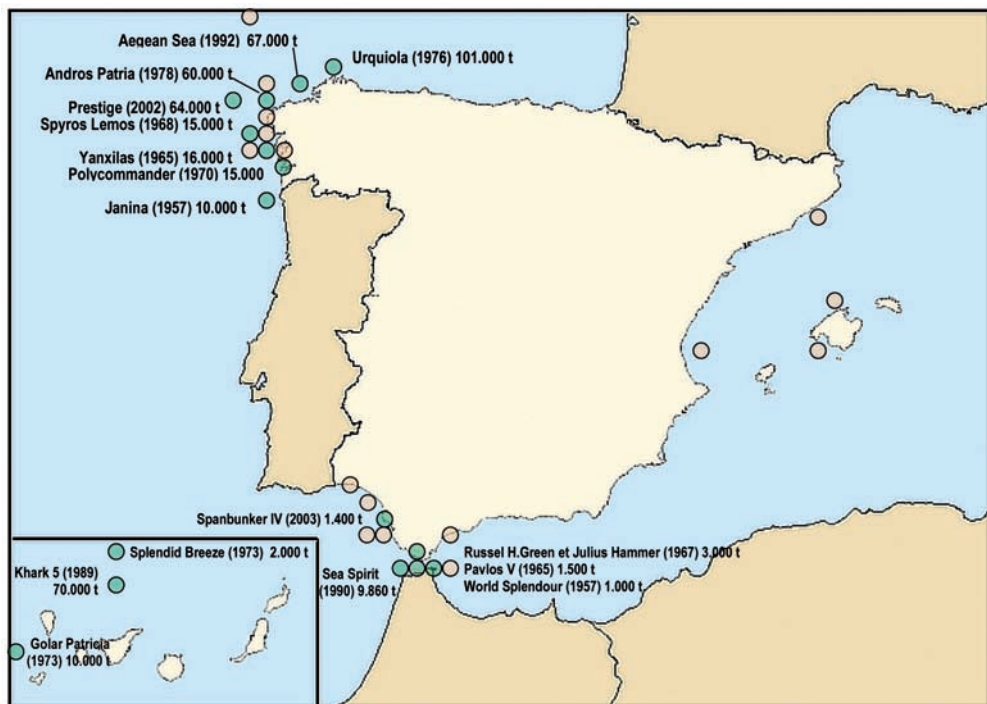 Aegean Sea (1992) 67.000 t
Urquiola (1976) 101.000 t
Andros Patria (1978) 60.000 t
Prestige (2002) 64.000 t
Spyros Lemos (1968) 15.000 t
Yanxilas (1965) 16.000 t
Polycommander (1970) 15.000
Janina (1957) 10.000 t
Spanbunker IV (2003) 1.400 t
Splendid Breeze (1973) 2.000 t
Khark 5 (1989)
70.000 t
Golar Patricia
(1973) 10.000 t
Sea Spirit
(1990) 9.860 t
Russel H.Green et Julius Hammer (1967) 3.000 t
Pavlos V (1965) 1.500 t
World Splendour (1957) 1.000 t